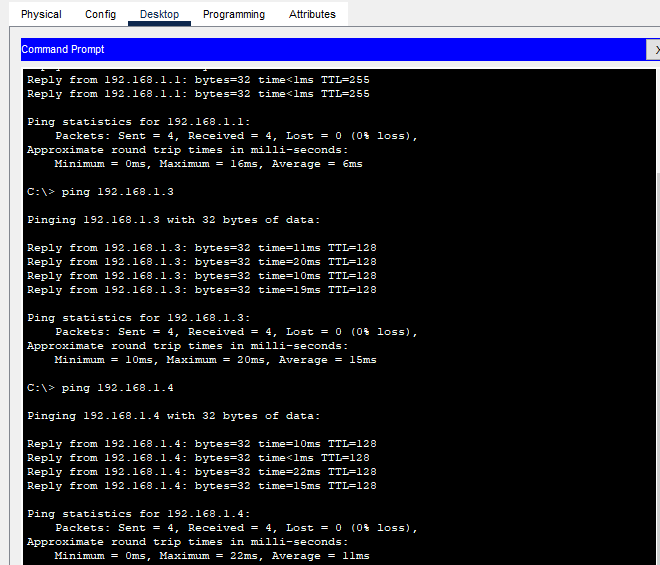 Physical Config Desktop Programming Attributes
Command Prompt X
Reply from 192.168.1.1: bytes=32 time<1ms TTL=255
Reply from 192.168.1.1: bytes=32 time<1ms TTL=255
Ping statistics for 192.168.1.1:
Packets: Sent = 4, Received = 4, Lost = 0 (0% loss),
Approximate round trip times in milli-seconds:
Minimum = 0ms, Maximum = 16ms, Average = 6ms
C:\> ping 192.168.1.3
Pinging 192.168.1.3 with 32 bytes of data:
Reply from 192.168.1.3: bytes=32 time=11ms TTL=128
Reply from 192.168.1.3: bytes=32 time=20ms TTL=128
Reply from 192.168.1.3: bytes=32 time=10ms TTL=128
Reply from 192.168.1.3: bytes=32 time=19ms TTL=128
Ping statistics for 192.168.1.3:
Packets: Sent = 4, Received = 4, Lost = 0 (0% loss),
Approximate round trip times in milli-seconds:
Minimum = 10ms, Maximum = 20ms, Average = 15ms
C:\> ping 192.168.1.4
Pinging 192.168.1.4 with 32 bytes of data:
Reply from 192.168.1.4: bytes=32 time=10ms TTL=128
Reply from 192.168.1.4: bytes=32 time<1ms TTL=128
Reply from 192.168.1.4: bytes=32 time=22ms TTL=128
Reply from 192.168.1.4: bytes=32 time=15ms TTL=128
Ping statistics for 192.168.1.4:
Packets: Sent = 4, Received = 4, Lost = 0 (0% loss),
Approximate round trip times in milli-seconds:
Minimum = 0ms, Maximum = 22ms, Average = 11ms